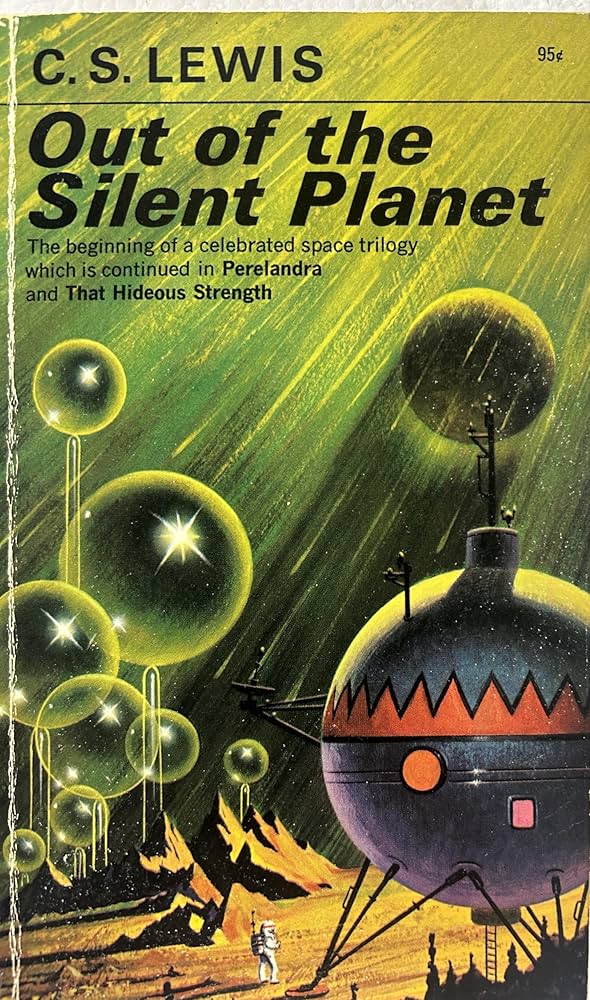 C. S. LEWIS
95¢
Out of the
Silent Planet
The beginning of a celebrated space trilogy
which is continued in Perelandra
and That Hideous Strength